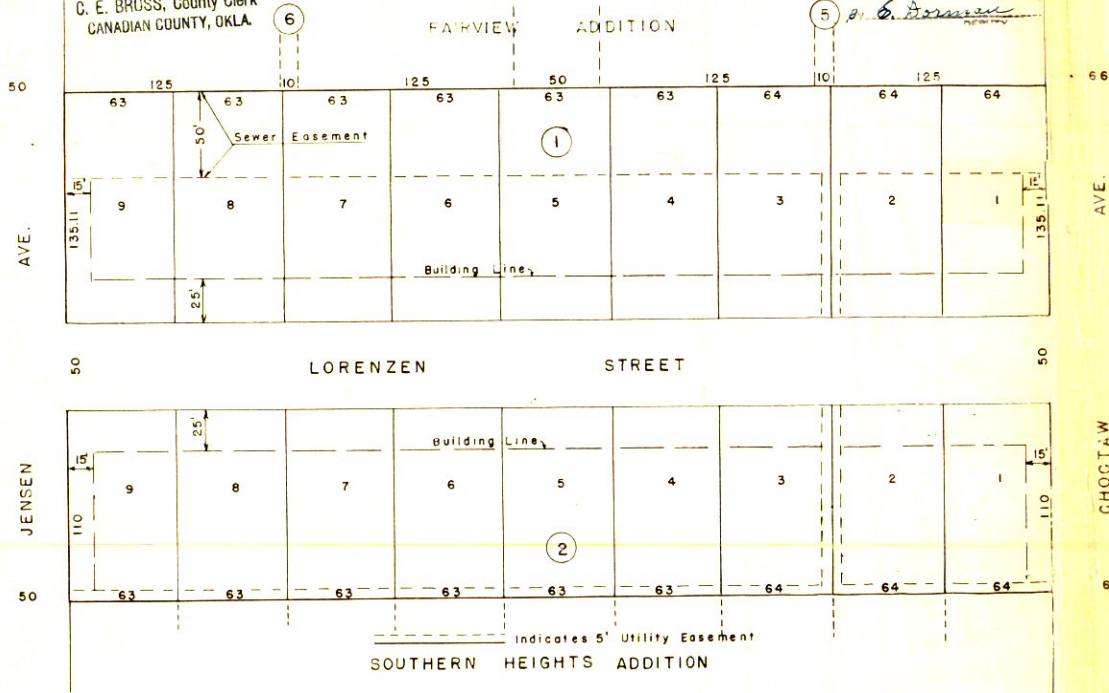 C. E. BROSS, County Clerk
CANADIAN COUNTY, OKLA.
6
FAIRVIEW ADDITION
5
By E. Dorman
DEPUTY
50 125 10 125 50 125 10 125 66
63 63 63 63 63 63 64 64 64
50'
Sewer Easement
1
15' 15'
135.11 9 8 7 6 5 4 3 2 1 135.11
AVE. AVE.
Building Line
25'
50 LORENZEN STREET 50
25'
Building Line
15' 15'
JENSEN 110 9 8 7 6 5 4 3 2 1 110 CHOCTAW
2
50 63 63 63 63 63 63 64 64 64 6
Indicates 5' Utility Easement
SOUTHERN HEIGHTS ADDITION